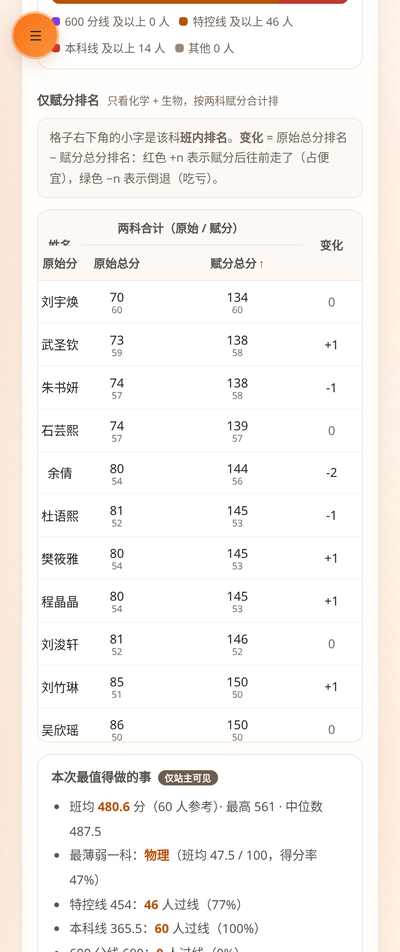 600 分线 及以上 0 人 特控线 及以上 46 人
本科线 及以上 14 人 其他 0 人
仅赋分排名 只看化学 + 生物，按两科赋分合计排
格子右下角的小字是该科班内排名。变化 = 原始总分排名
− 赋分总分排名：红色 +n 表示赋分后往前走了（占便
宜），绿色 −n 表示倒退（吃亏）。
两科合计（原始 / 赋分）
姓名 变化
原始分 原始总分 赋分总分 ↑
刘宇焕 70 134 0
60 60
武圣钦 73 138 +1
59 58
朱书妍 74 138 -1
57 58
石芸熙 74 139 0
57 57
余倩 80 144 -2
54 56
杜语熙 81 145 -1
52 53
樊筱雅 80 145 +1
54 53
程晶晶 80 145 +1
54 53
刘浚轩 81 146 0
52 52
刘竹琳 85 150 +1
51 50
吴欣瑶 86 150 0
50 50
本次最值得做的事 仅站主可见
班均 480.6 分（60 人参考）· 最高 561 · 中位数
487.5
最薄弱一科：物理（班均 47.5 / 100，得分率
47%）
特控线 454：46 人过线（77%）
本科线 365.5：60 人过线（100%）
600 分线 600：0 人过线（0%）